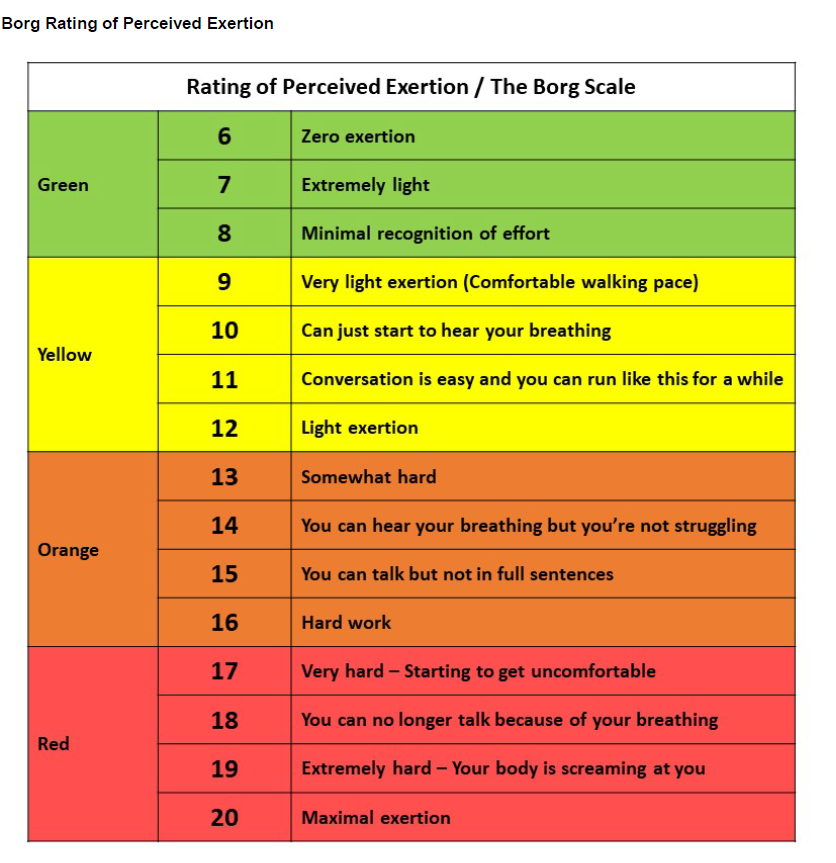 Borg Rating of Perceived Exertion
Rating of Perceived Exertion / The Borg Scale
Green
6 Zero exertion
7 Extremely light
8 Minimal recognition of effort
Yellow
9 Very light exertion (Comfortable walking pace)
10 Can just start to hear your breathing
11 Conversation is easy and you can run like this for a while
12 Light exertion
Orange
13 Somewhat hard
14 You can hear your breathing but you’re not struggling
15 You can talk but not in full sentences
16 Hard work
Red
17 Very hard – Starting to get uncomfortable
18 You can no longer talk because of your breathing
19 Extremely hard – Your body is screaming at you
20 Maximal exertion